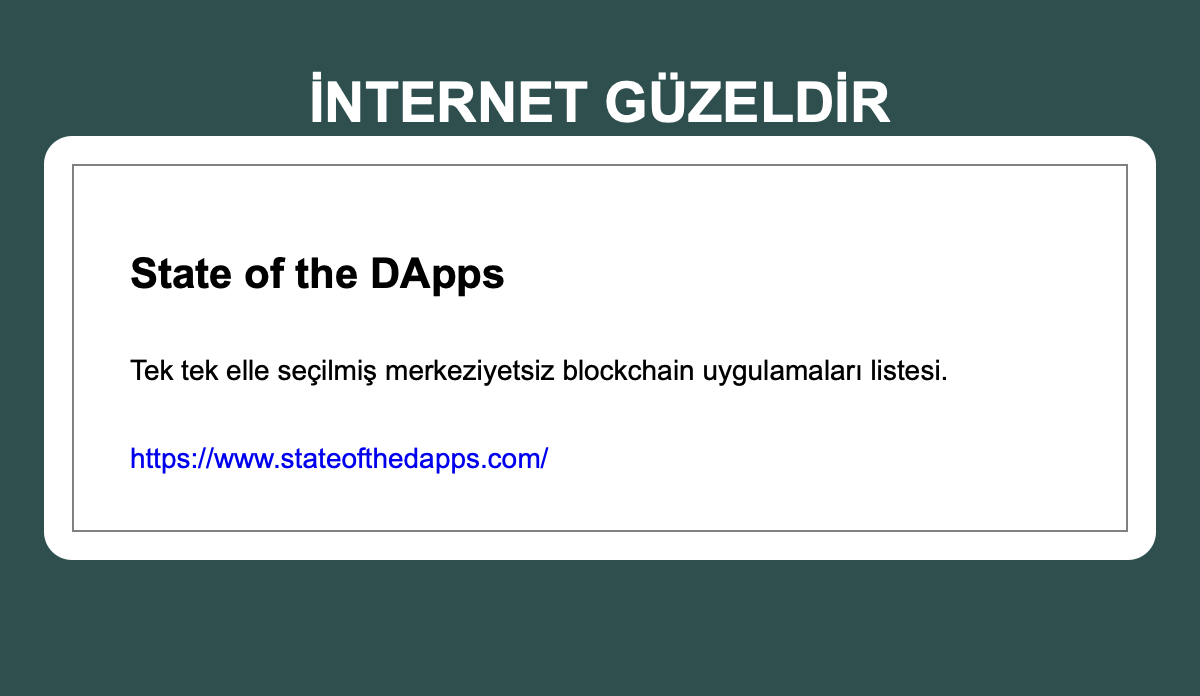 İNTERNET GÜZELDİR
State of the DApps
Tek tek elle seçilmiş merkeziyetsiz blockchain uygulamaları listesi.
https://www.stateofthedapps.com/